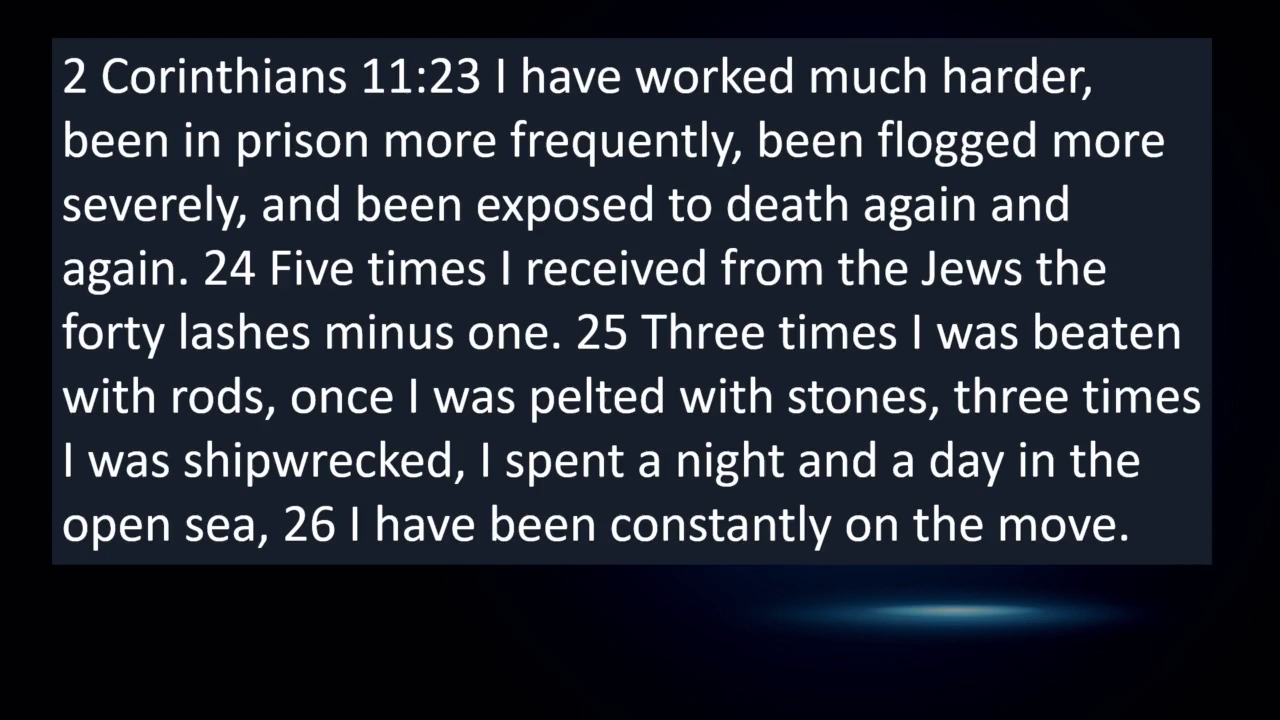 2 Corinthians 11:23 I have worked much harder,
been in prison more frequently, been flogged more
severely, and been exposed to death again and
again. 24 Five times I received from the Jews the
forty lashes minus one. 25 Three times I was beaten
with rods, once I was pelted with stones, three times
I was shipwrecked, I spent a night and a day in the
open sea, 26 I have been constantly on the move.